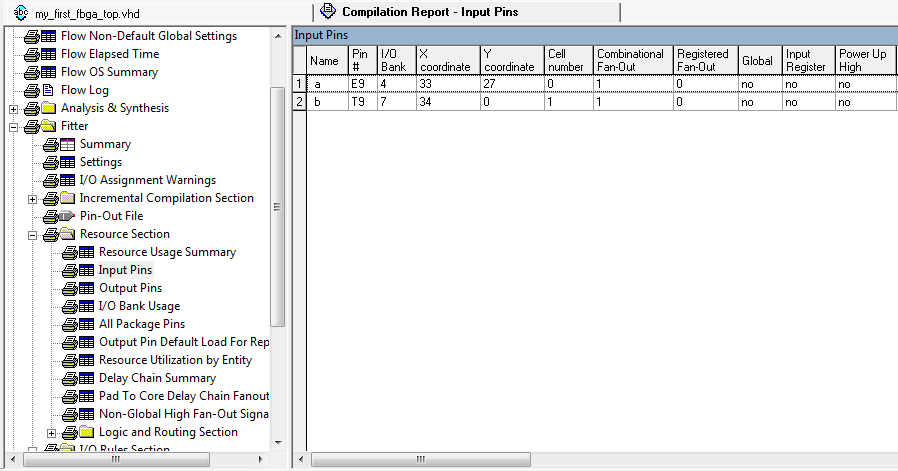 abc my_first_fbga_top.vhd
Compilation Report - Input Pins
Flow Non-Default Global Settings
Flow Elapsed Time
Flow OS Summary
Flow Log
Analysis & Synthesis
Fitter
Summary
Settings
I/O Assignment Warnings
Incremental Compilation Section
Pin-Out File
Resource Section
Resource Usage Summary
Input Pins
Output Pins
I/O Bank Usage
All Package Pins
Output Pin Default Load For Rep
Resource Utilization by Entity
Delay Chain Summary
Pad To Core Delay Chain Fanout
Non-Global High Fan-Out Signa
Logic and Routing Section
I/O Rules Section
Input Pins
Name Pin # I/O Bank X coordinate Y coordinate Cell number Combinational Fan-Out Registered Fan-Out Global Input Register Power Up High
1 a E9 4 33 27 0 1 0 no no no
2 b T9 7 34 0 1 1 0 no no no